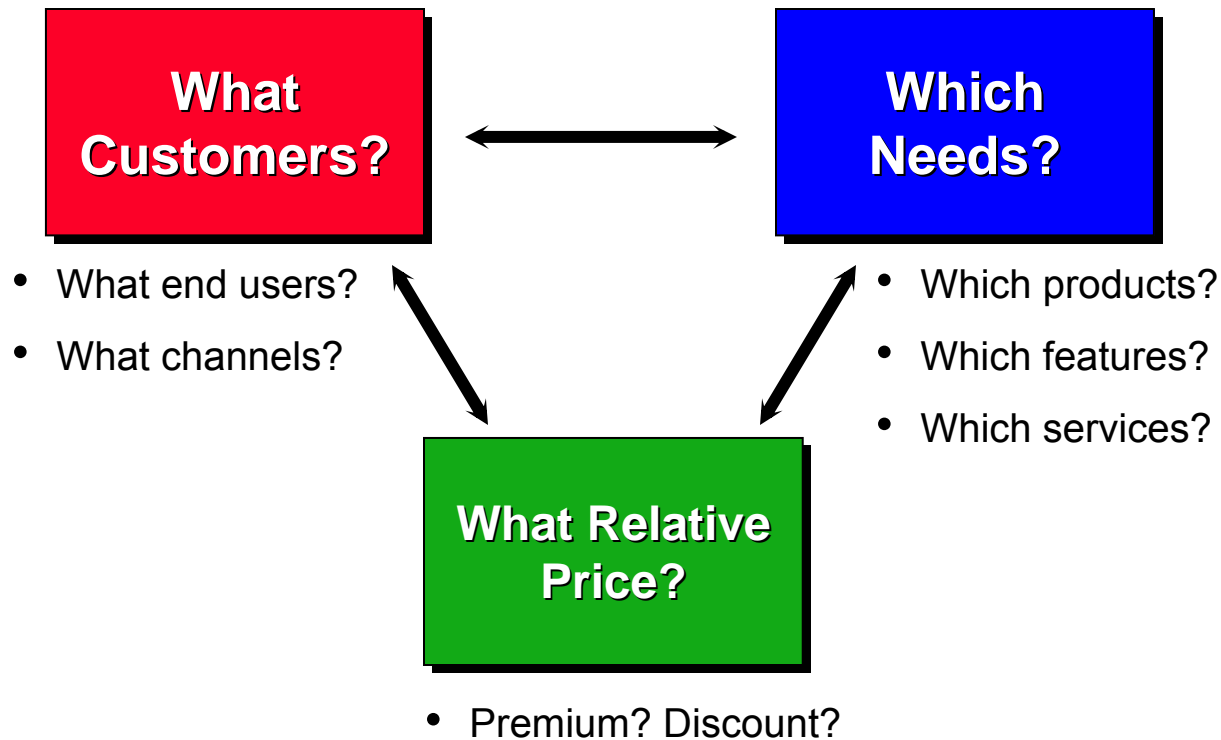 What
Customers?
Which
Needs?
• What end users?
• What channels?
• Which products?
• Which features?
• Which services?
What Relative
Price?
• Premium? Discount?